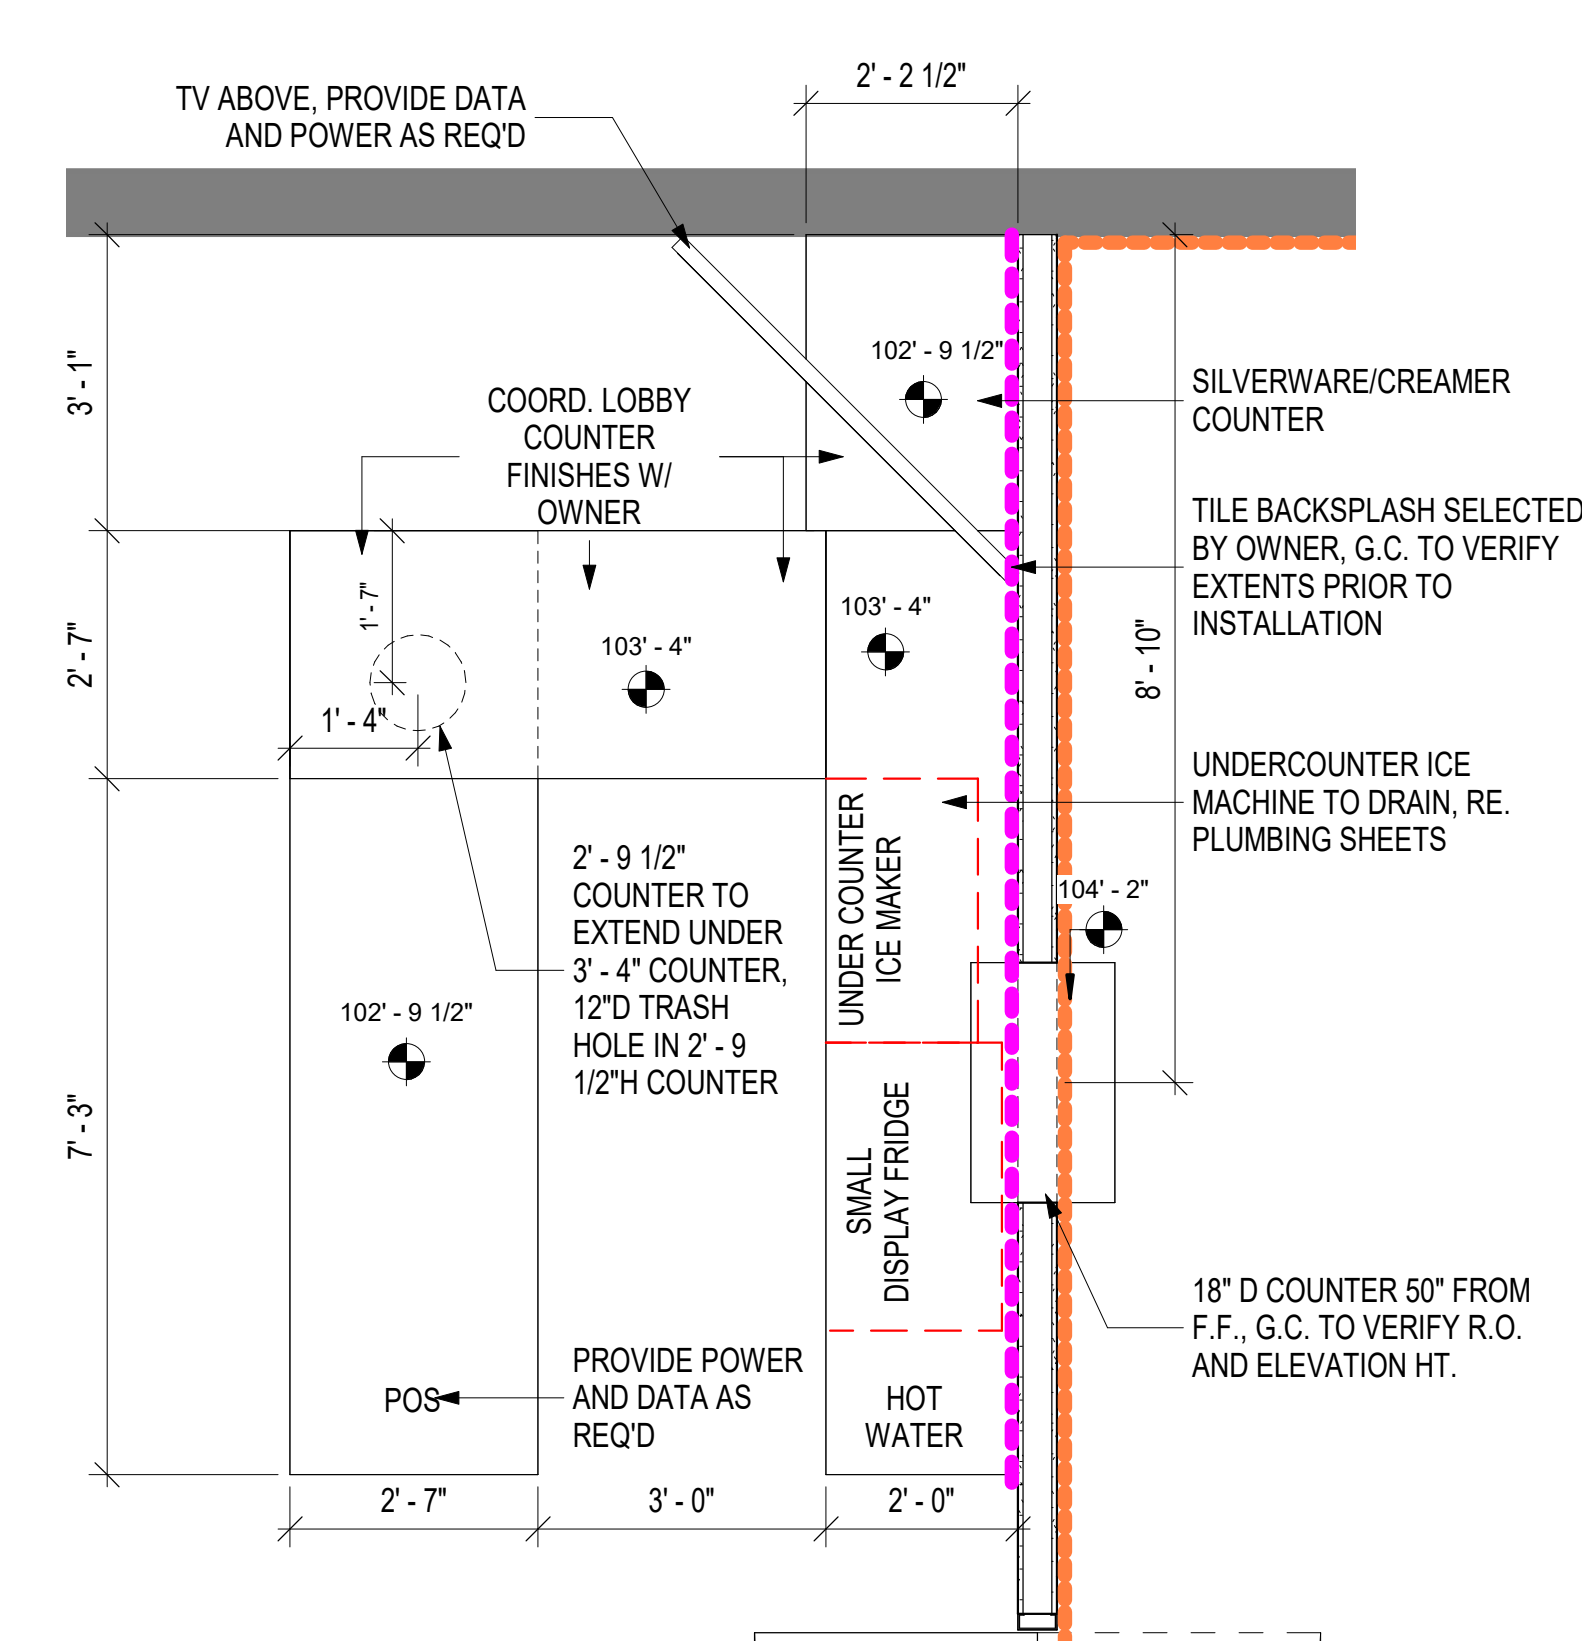 2' - 2 1/2"
TV ABOVE, PROVIDE DATA
AND POWER AS REQ'D
3' - 1"
102' - 9 1/2"
SILVERWARE/CREAMER
COUNTER
COORD. LOBBY
COUNTER
FINISHES W/
OWNER
TILE BACKSPLASH SELECTED
BY OWNER, G.C. TO VERIFY
EXTENTS PRIOR TO
INSTALLATION
2' - 7"
1' - 7"
103' - 4"
103' - 4"
8' - 10"
1' - 4"
UNDERCOUNTER ICE
MACHINE TO DRAIN, RE.
PLUMBING SHEETS
UNDER COUNTER
ICE MAKER
2' - 9 1/2"
COUNTER TO
EXTEND UNDER
3' - 4" COUNTER,
12"D TRASH
HOLE IN 2' - 9
1/2"H COUNTER
104' - 2"
102' - 9 1/2"
7' - 3"
SMALL
DISPLAY FRIDGE
18" D COUNTER 50" FROM
F.F., G.C. TO VERIFY R.O.
AND ELEVATION HT.
POS
PROVIDE POWER
AND DATA AS
REQ'D
HOT
WATER
2' - 7"
3' - 0"
2' - 0"